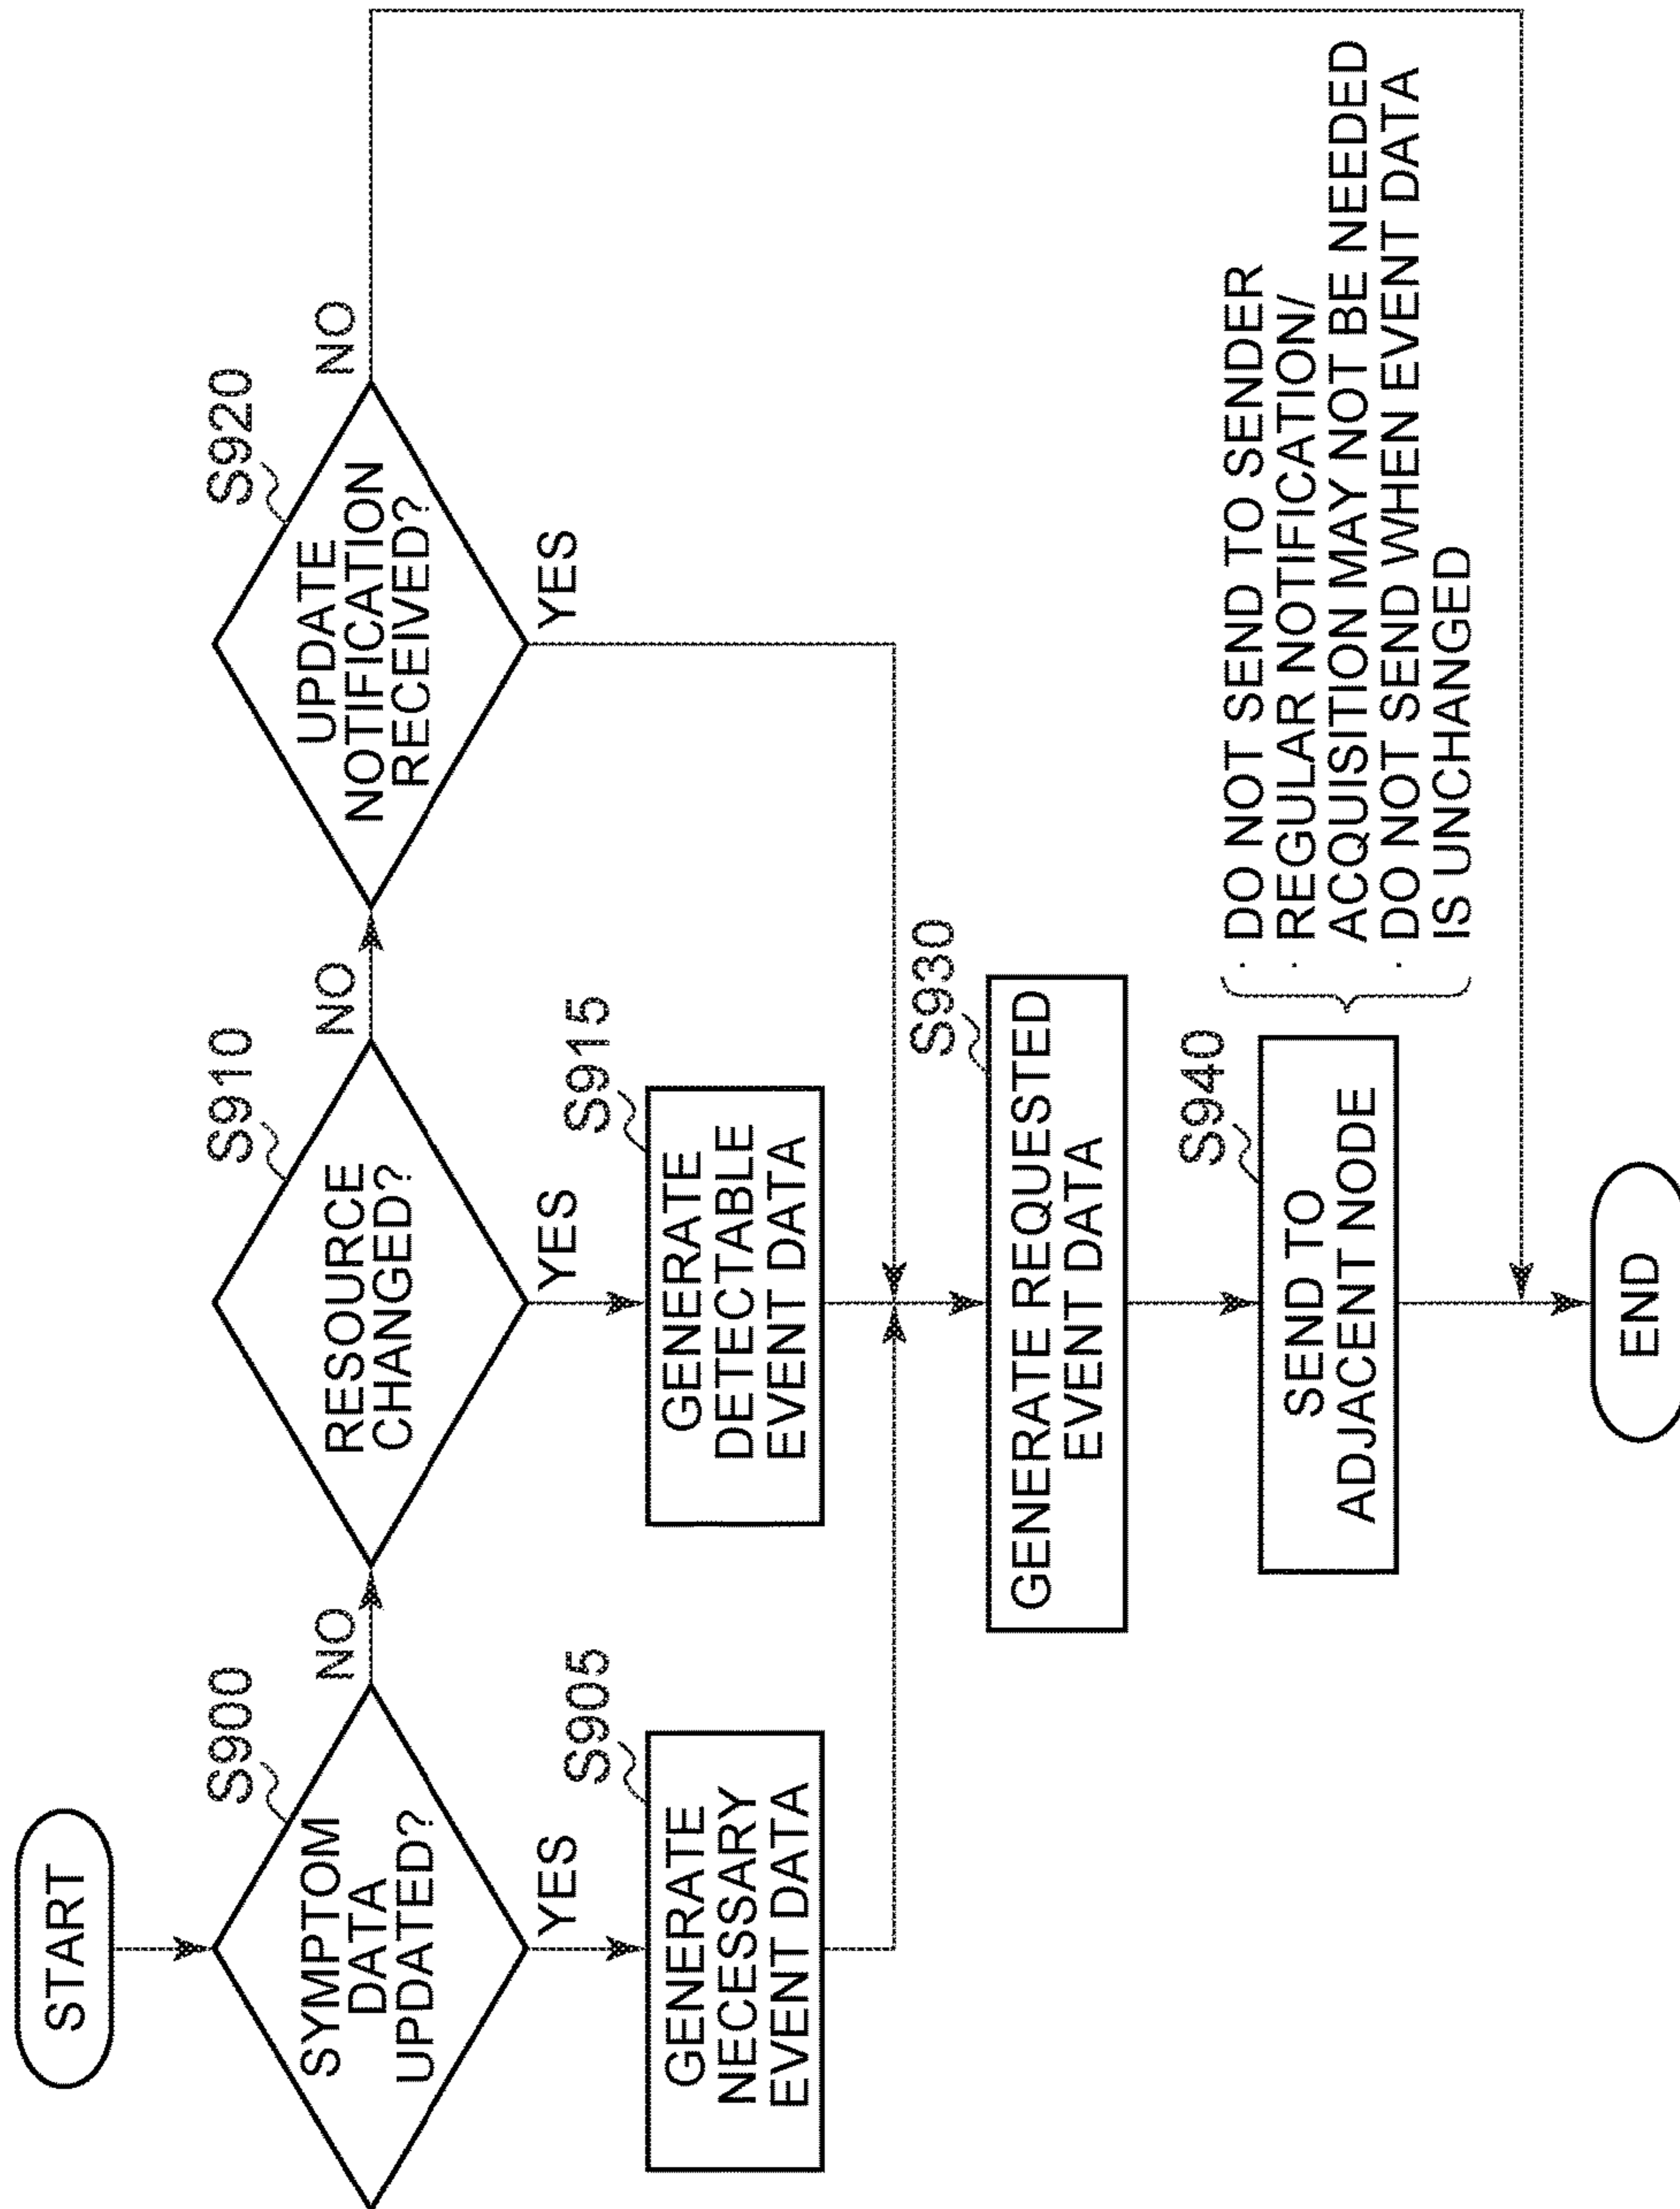 START
S900
SYMPTOM
DATA
UPDATED?
NO
YES
S905
GENERATE
NECESSARY
EVENT DATA
S910
RESOURCE
CHANGED?
NO
YES
S915
GENERATE
DETECTABLE
EVENT DATA
S920
UPDATE
NOTIFICATION
RECEIVED?
NO
YES
S930
GENERATE REQUESTED
EVENT DATA
S940
SEND TO
ADJACENT NODE
· DO NOT SEND TO SENDER
· REGULAR NOTIFICATION/
ACQUISITION MAY NOT BE NEEDED
· DO NOT SEND WHEN EVENT DATA
IS UNCHANGED
END